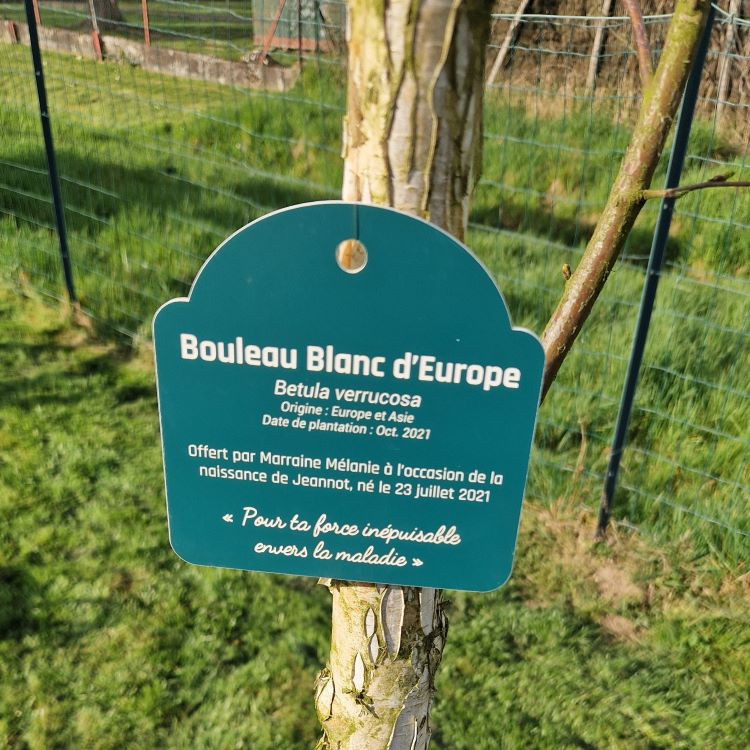 Bouleau Blanc d'Europe
Betula verrucosa
Origine : Europe et Asie
Date de plantation : Oct. 2021
Offert par Marraine Mélanie à l'occasion de la
naissance de Jeannot, né le 23 juillet 2021
« Pour ta force inépuisable
envers la maladie »